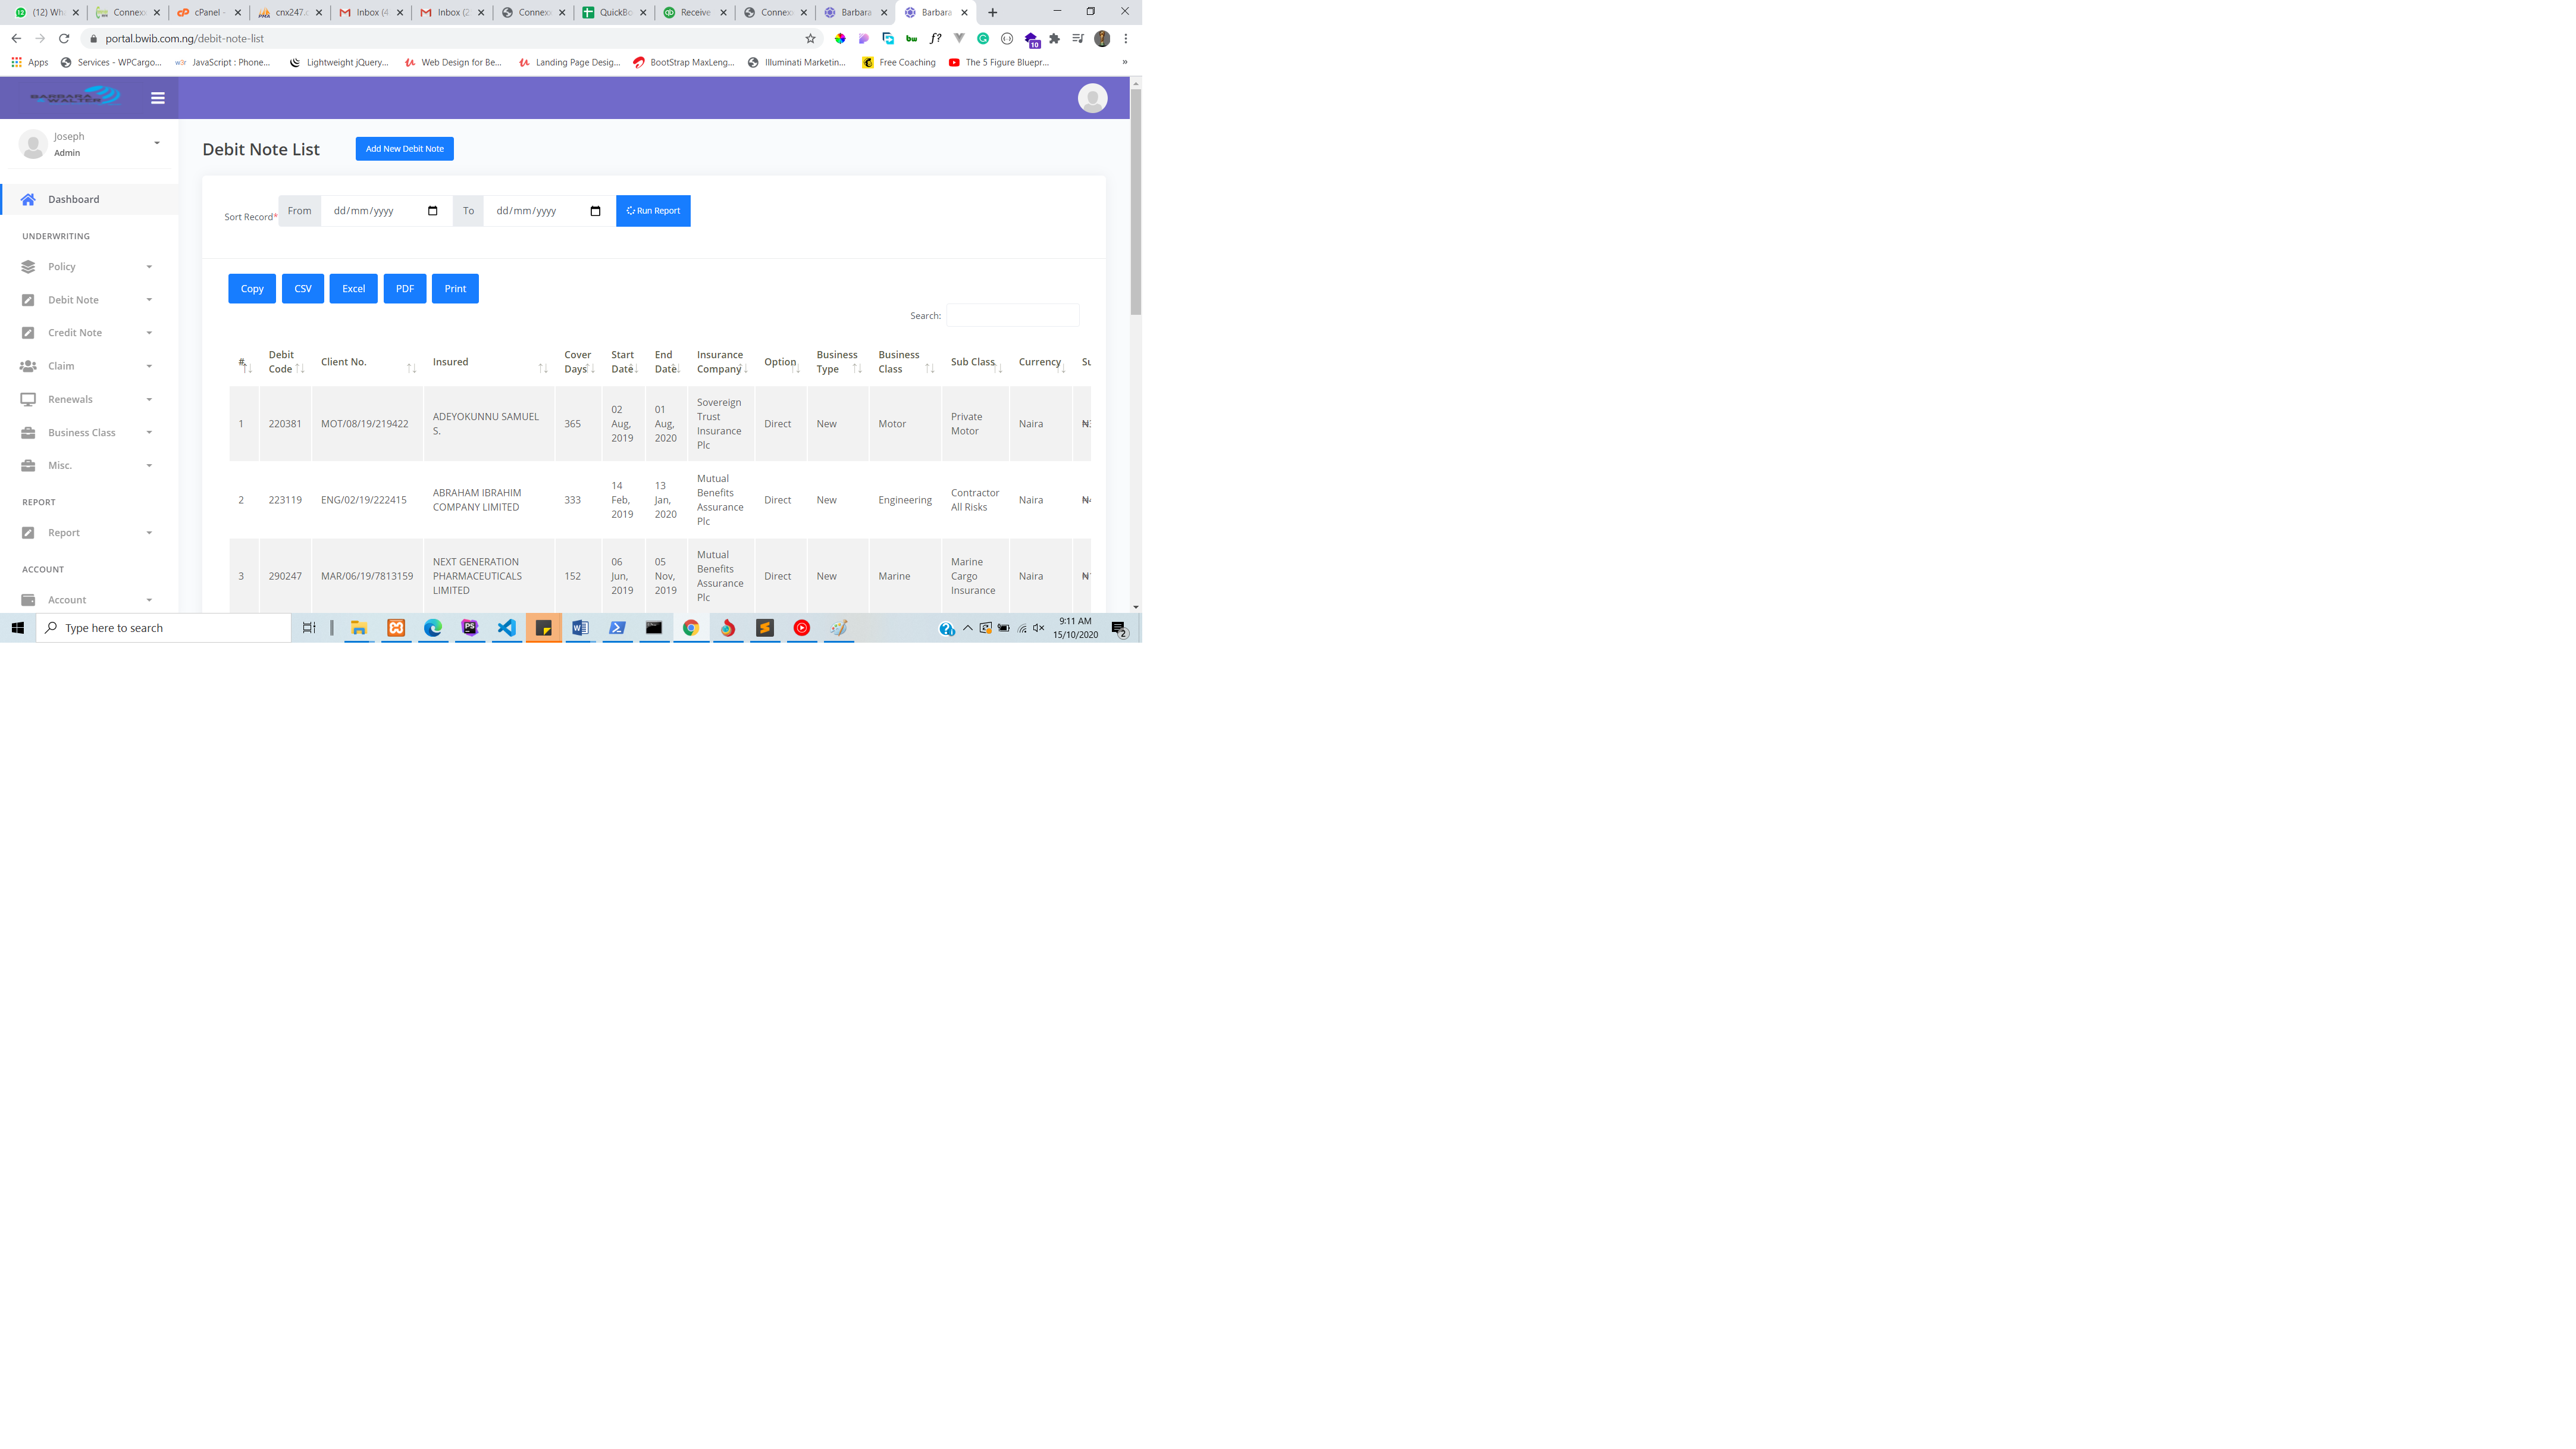 (12) Wh
Connex
cPanel -
cnx247.
Inbox (4
Inbox (2
Connex
QuickBo
Receive
Connex
Barbara
Barbara
portal.bwib.com.ng/debit-note-list
10
Apps
Services - WPCargo...
JavaScript : Phone...
Lightweight jQuery...
Web Design for Be...
Landing Page Desig...
BootStrap MaxLeng...
Illuminati Marketin...
Free Coaching
The 5 Figure Bluepr...
BARBARA
WALTER
Joseph
Admin
Dashboard
UNDERWRITING
Policy
Debit Note
Credit Note
Claim
Renewals
Business Class
Misc.
REPORT
Report
ACCOUNT
Account
Debit Note List
Add New Debit Note
Sort Record* From dd/mm/yyyy To dd/mm/yyyy Run Report
Copy CSV Excel PDF Print
Search:
# Debit Code Client No. Insured Cover Days Start Date End Date Insurance Company Option Business Type Business Class Sub Class Currency Su
1 220381 MOT/08/19/219422 ADEYOKUNNU SAMUEL S. 365 02 Aug, 2019 01 Aug, 2020 Sovereign Trust Insurance Plc Direct New Motor Private Motor Naira ₦
2 223119 ENG/02/19/222415 ABRAHAM IBRAHIM COMPANY LIMITED 333 14 Feb, 2019 13 Jan, 2020 Mutual Benefits Assurance Plc Direct New Engineering Contractor All Risks Naira ₦
3 290247 MAR/06/19/7813159 NEXT GENERATION PHARMACEUTICALS LIMITED 152 06 Jun, 2019 05 Nov, 2019 Mutual Benefits Assurance Plc Direct New Marine Marine Cargo Insurance Naira ₦
Type here to search
9:11 AM
15/10/2020
2